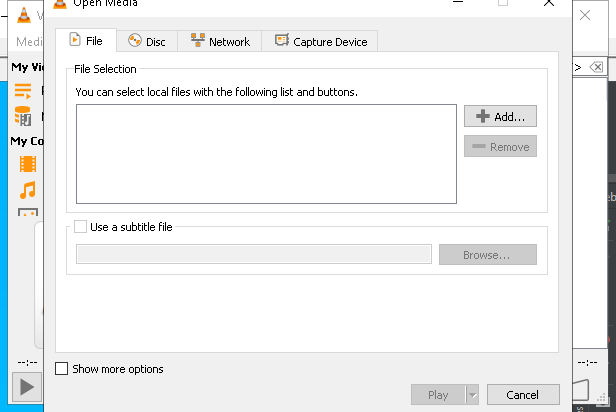 Open Media
Medi
File
Disc
Network
Capture Device
My Vi
File Selection
You can select local files with the following list and buttons.
Add...
Remove
My Co
Use a subtitle file
Browse...
--:--
--:--
Show more options
Play
Cancel